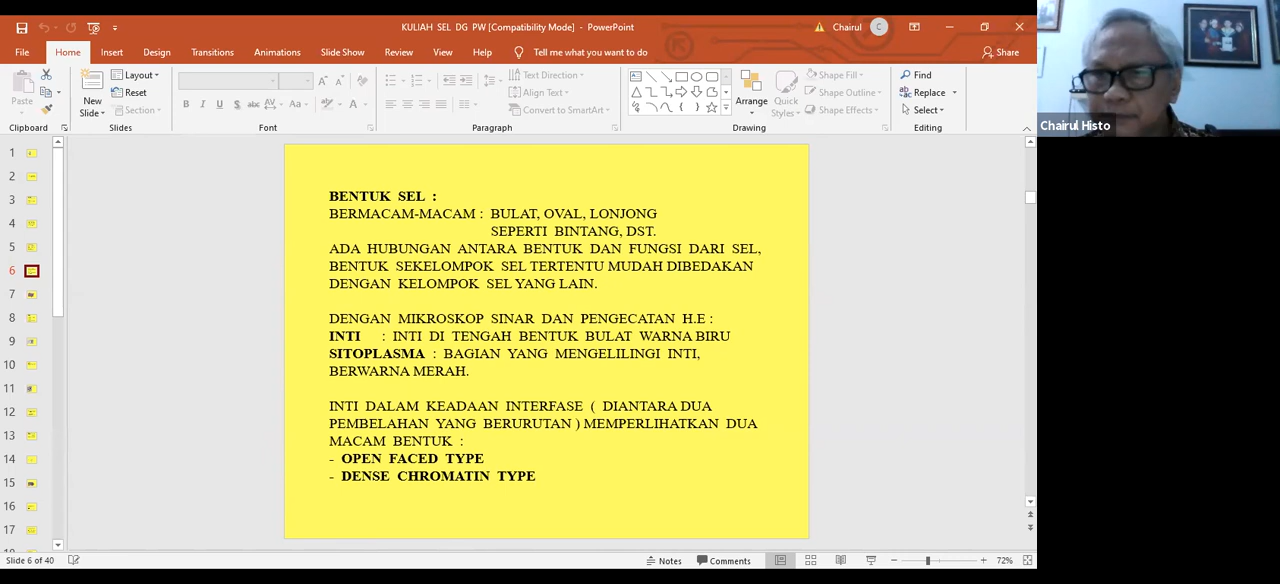 KULIAH SEL DG PW [Compatibility Mode] - PowerPoint
Chairul
C
File Home Insert Design Transitions Animations Slide Show Review View Help Tell me what you want to do
Share
Paste
New
Slide
Layout
Reset
Section
B I U S abc AV Aa A
Text Direction
Align Text
Convert to SmartArt
Arrange
Quick
Styles
Shape Fill
Shape Outline
Shape Effects
Find
Replace
Select
Clipboard Slides Font Paragraph Drawing Editing
Chairul Histo
1
2
3
4
5
6
7
8
9
10
11
12
13
14
15
16
17
BENTUK SEL :
BERMACAM-MACAM : BULAT, OVAL, LONJONG
SEPERTI BINTANG, DST.
ADA HUBUNGAN ANTARA BENTUK DAN FUNGSI DARI SEL,
BENTUK SEKELOMPOK SEL TERTENTU MUDAH DIBEDAKAN
DENGAN KELOMPOK SEL YANG LAIN.
DENGAN MIKROSKOP SINAR DAN PENGECATAN H.E :
INTI : INTI DI TENGAH BENTUK BULAT WARNA BIRU
SITOPLASMA : BAGIAN YANG MENGELILINGI INTI,
BERWARNA MERAH.
INTI DALAM KEADAAN INTERFASE ( DIANTARA DUA
PEMBELAHAN YANG BERURUTAN ) MEMPERLIHATKAN DUA
MACAM BENTUK :
- OPEN FACED TYPE
- DENSE CHROMATIN TYPE
Slide 6 of 40
Notes
Comments
72%